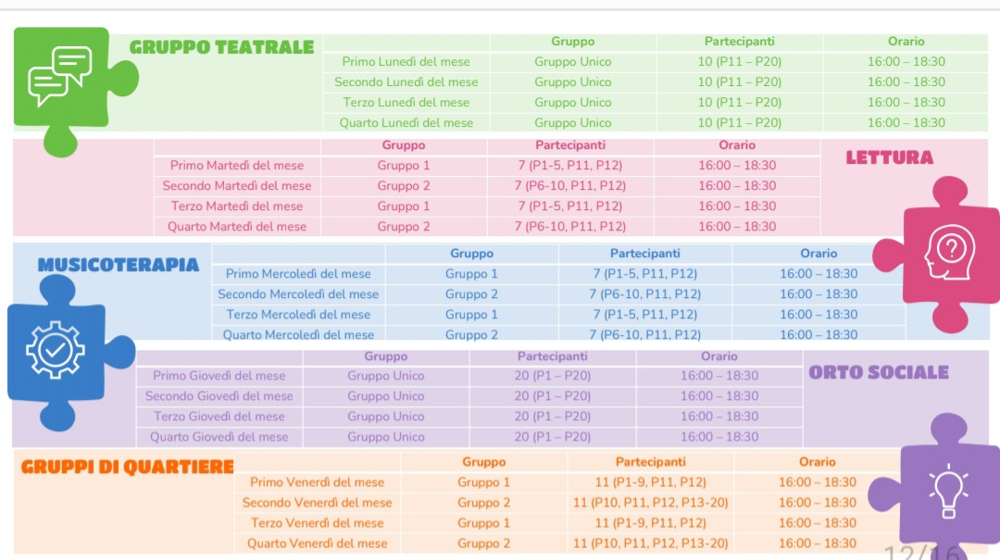 GRUPPO TEATRALE
Gruppo Partecipanti Orario
Primo Lunedì del mese Gruppo Unico 10 (P11 – P20) 16:00 – 18:30
Secondo Lunedì del mese Gruppo Unico 10 (P11 – P20) 16:00 – 18:30
Terzo Lunedì del mese Gruppo Unico 10 (P11 – P20) 16:00 – 18:30
Quarto Lunedì del mese Gruppo Unico 10 (P11 – P20) 16:00 – 18:30
LETTURA
Gruppo Partecipanti Orario
Primo Martedì del mese Gruppo 1 7 (P1-5, P11, P12) 16:00 – 18:30
Secondo Martedì del mese Gruppo 2 7 (P6-10, P11, P12) 16:00 – 18:30
Terzo Martedì del mese Gruppo 1 7 (P1-5, P11, P12) 16:00 – 18:30
Quarto Martedì del mese Gruppo 2 7 (P6-10, P11, P12) 16:00 – 18:30
MUSICOTERAPIA
Gruppo Partecipanti Orario
Primo Mercoledì del mese Gruppo 1 7 (P1-5, P11, P12) 16:00 – 18:30
Secondo Mercoledì del mese Gruppo 2 7 (P6-10, P11, P12) 16:00 – 18:30
Terzo Mercoledì del mese Gruppo 1 7 (P1-5, P11, P12) 16:00 – 18:30
Quarto Mercoledì del mese Gruppo 2 7 (P6-10, P11, P12) 16:00 – 18:30
ORTO SOCIALE
Gruppo Partecipanti Orario
Primo Giovedì del mese Gruppo Unico 20 (P1 – P20) 16:00 – 18:30
Secondo Giovedì del mese Gruppo Unico 20 (P1 – P20) 16:00 – 18:30
Terzo Giovedì del mese Gruppo Unico 20 (P1 – P20) 16:00 – 18:30
Quarto Giovedì del mese Gruppo Unico 20 (P1 – P20) 16:00 – 18:30
GRUPPI DI QUARTIERE
Gruppo Partecipanti Orario
Primo Venerdì del mese Gruppo 1 11 (P1-9, P11, P12) 16:00 – 18:30
Secondo Venerdì del mese Gruppo 2 11 (P10, P11, P12, P13-20) 16:00 – 18:30
Terzo Venerdì del mese Gruppo 1 11 (P1-9, P11, P12) 16:00 – 18:30
Quarto Venerdì del mese Gruppo 2 11 (P10, P11, P12, P13-20) 16:00 – 18:30
12/16